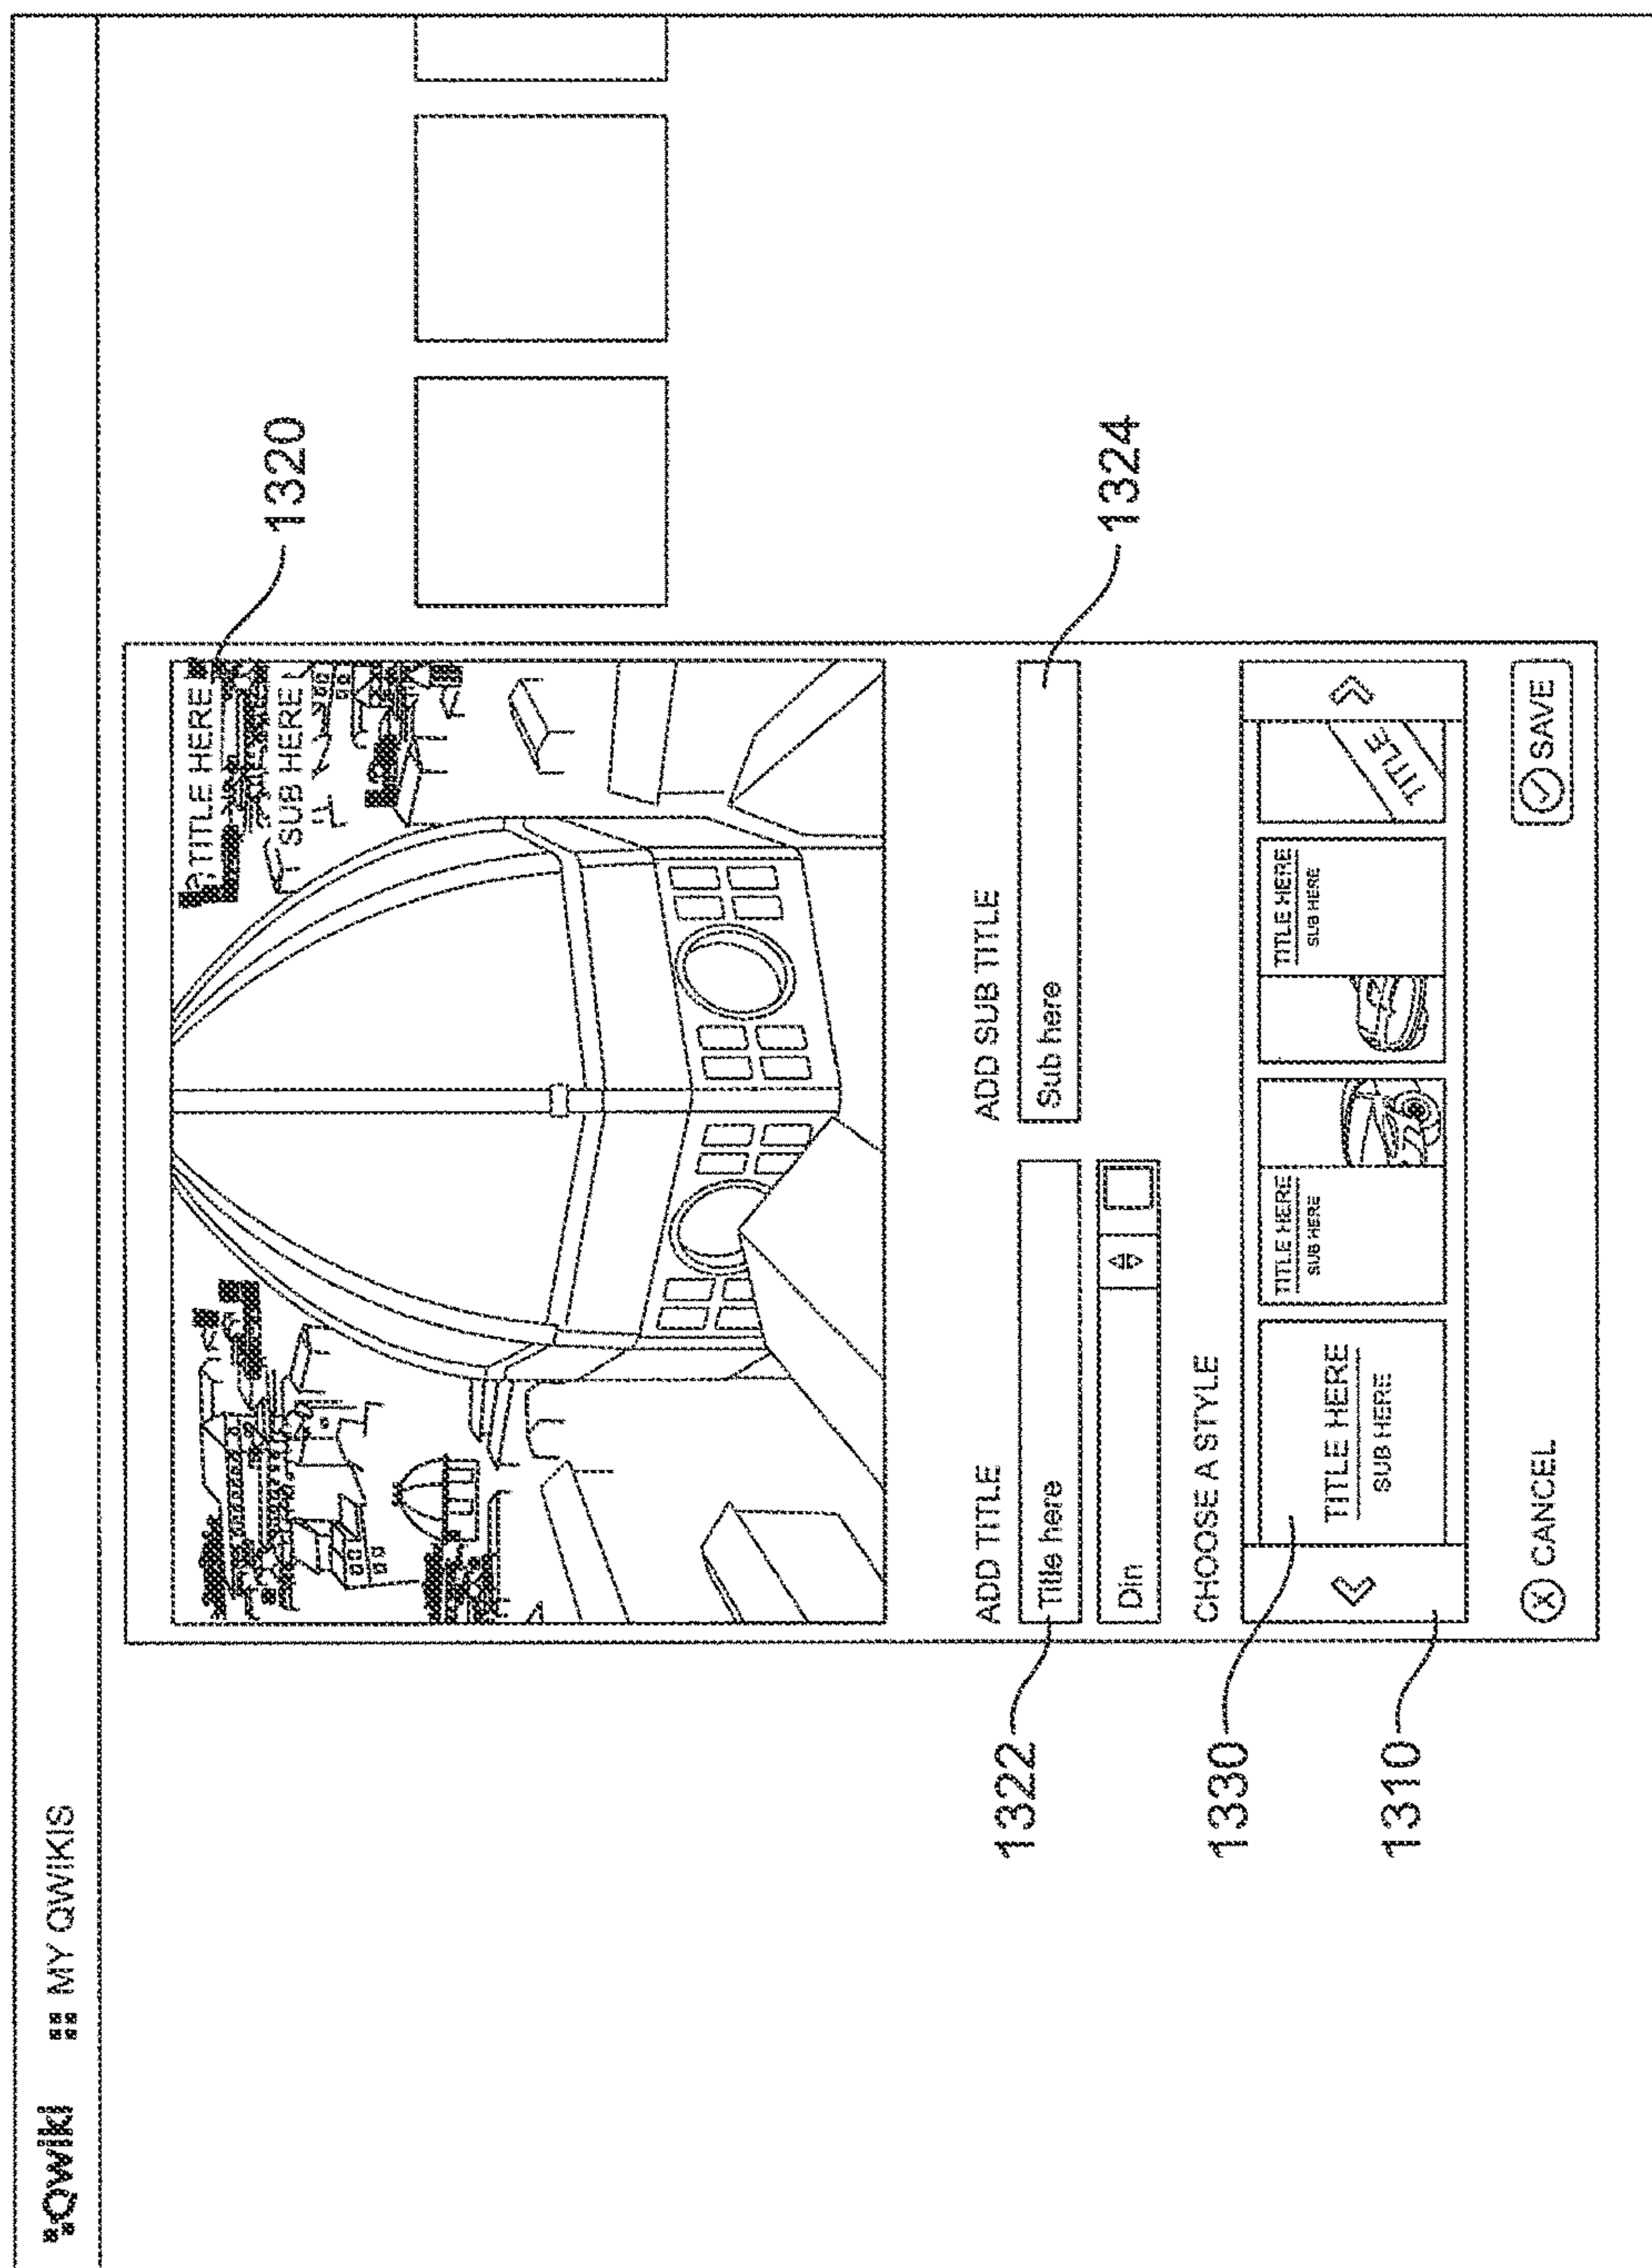 Qwiki MY QWIKIS
TITLE HERE
SUB HERE
1320
ADD TITLE
ADD SUB TITLE
1322
Title here
Sub here
1324
Din
CHOOSE A STYLE
1330
TITLE HERE
SUB HERE
TITLE HERE
SUB HERE
TITLE HERE
SUB HERE
TITLE
1310
CANCEL
SAVE